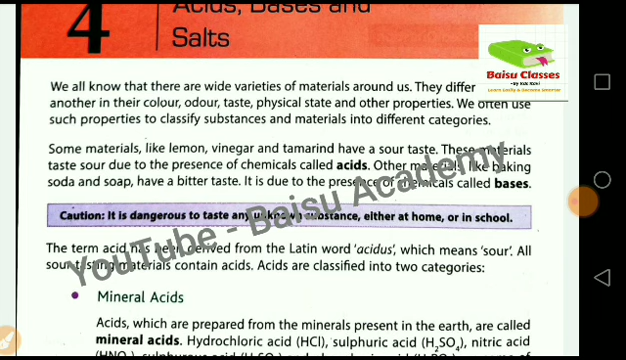 4
Acids, Bases and
Salts
Baisu Classes
We all know that there are wide varieties of materials around us. They differ
another in their colour, odour, taste, physical state and other properties. We often use
such properties to classify substances and materials into different categories.
Some materials, like lemon, vinegar and tamarind have a sour taste. These materials
taste sour due to the presence of chemicals called acids. Other materials, like baking
soda and soap, have a bitter taste. It is due to the presence of chemicals called bases.
YouTube - Baisu Academy
Caution: It is dangerous to taste any unknown substance, either at home, or in school.
The term acid has been derived from the Latin word ‘acidus’, which means ‘sour’. All
sour tasting materials contain acids. Acids are classified into two categories:
• Mineral Acids
Acids, which are prepared from the minerals present in the earth, are called
mineral acids. Hydrochloric acid (HCl), sulphuric acid (H₂SO₄), nitric acid